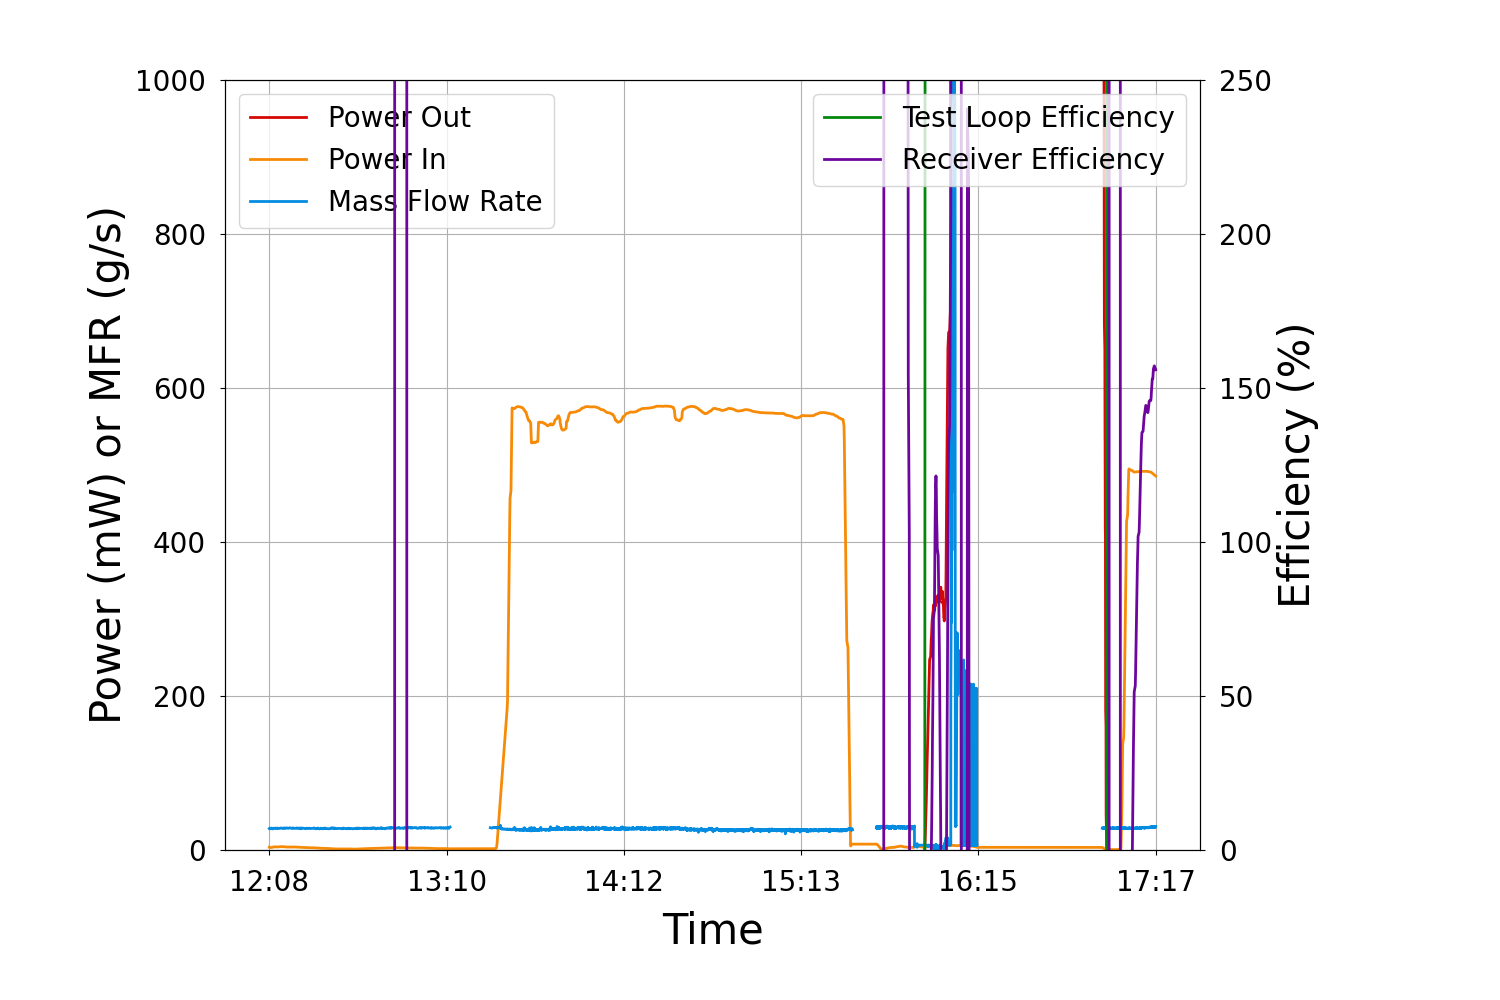 1000
800
600
400
200
0
Power (mW) or MFR (g/s)
Power Out
Power In
Mass Flow Rate
Test Loop Efficiency
Receiver Efficiency
250
200
150
100
50
0
Efficiency (%)
12:08 13:10 14:12 15:13 16:15 17:17
Time